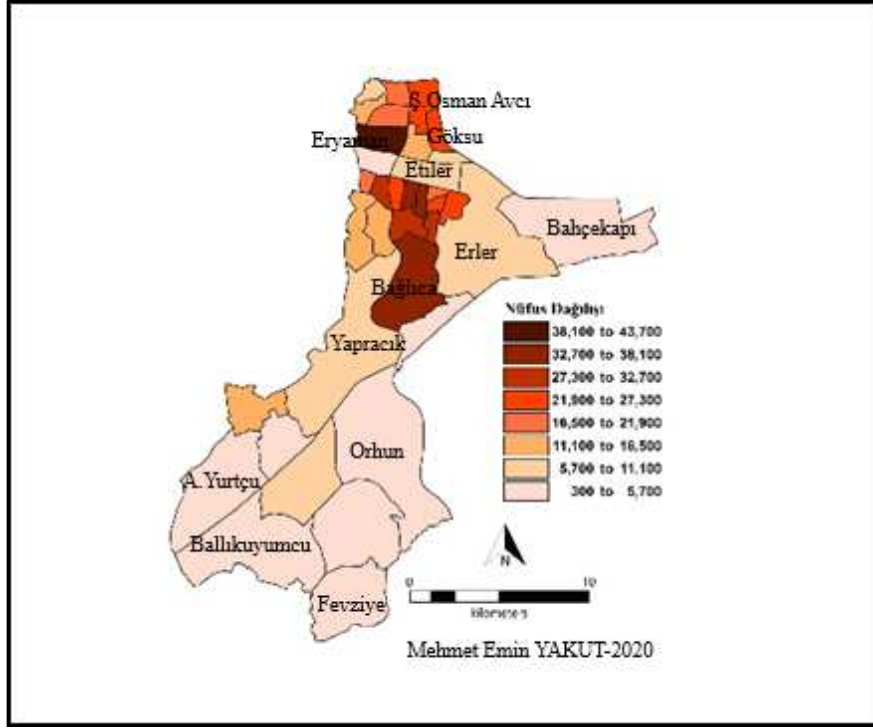 Ş.Osman Avcı
Eryaman
Göksu
Etiler
Bahçekapı
Erler
Bağlıca
Nüfus Dağılışı
38,100 to 43,700
Yapracık
32,700 to 38,100
27,300 to 32,700
21,900 to 27,300
16,500 to 21,900
11,100 to 16,500
5,700 to 11,100
300 to 5,700
Orhun
A.Yurtçu
Ballıkuyumcu
N
0 10
kilometers
Fevziye
Mehmet Emin YAKUT-2020